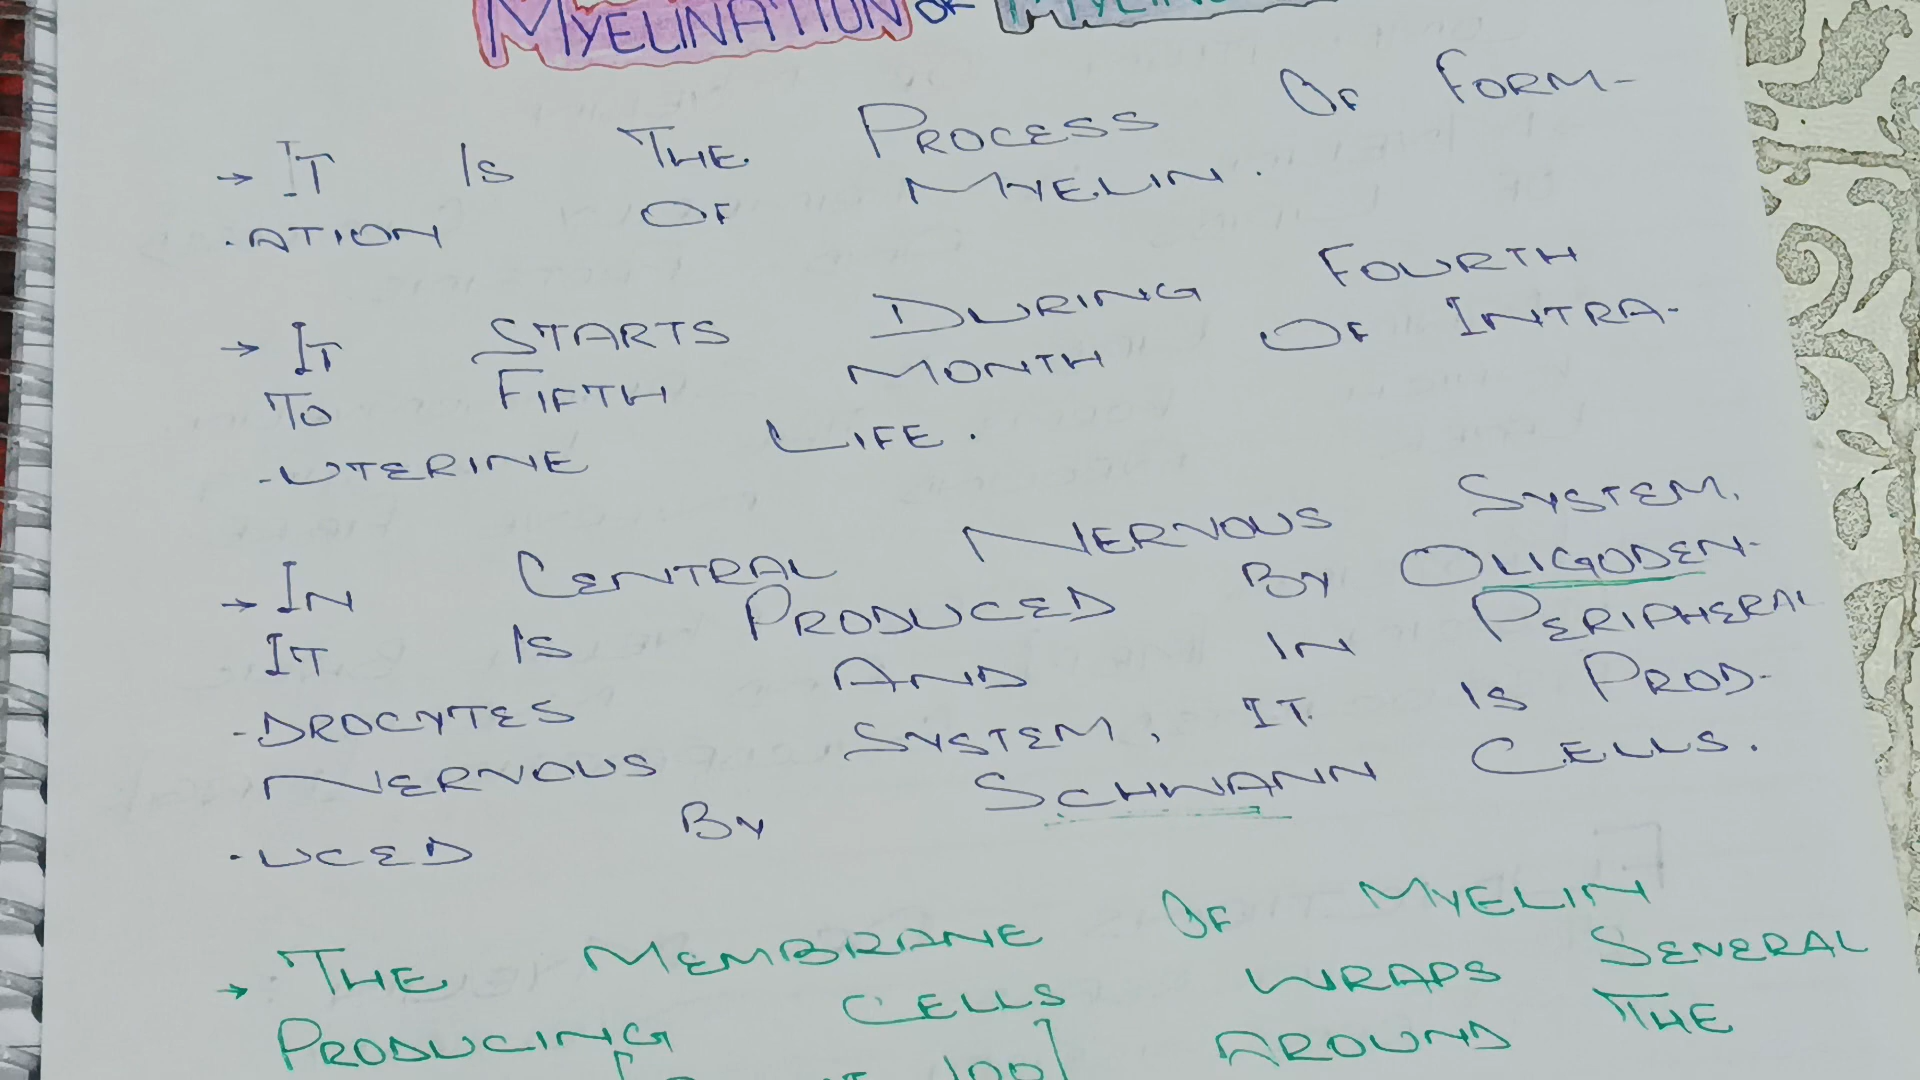 MYELINATION OF
→ IT IS THE PROCESS OF FORM-
-ATION OF MYELIN.
→ IT STARTS DURING FOURTH
TO FIFTH MONTH OF INTRA-
-UTERINE LIFE.
→ IN CENTRAL NERVOUS SYSTEM,
IT IS PRODUCED BY OLIGODEN-
-DROCYTES AND IN PERIPHERAL
NERVOUS SYSTEM, IT IS PROD-
-UCED BY SCHWANN CELLS.
→ THE MEMBRANE OF MYELIN
PRODUCING CELLS WRAPS SEVERAL
100] AROUND THE